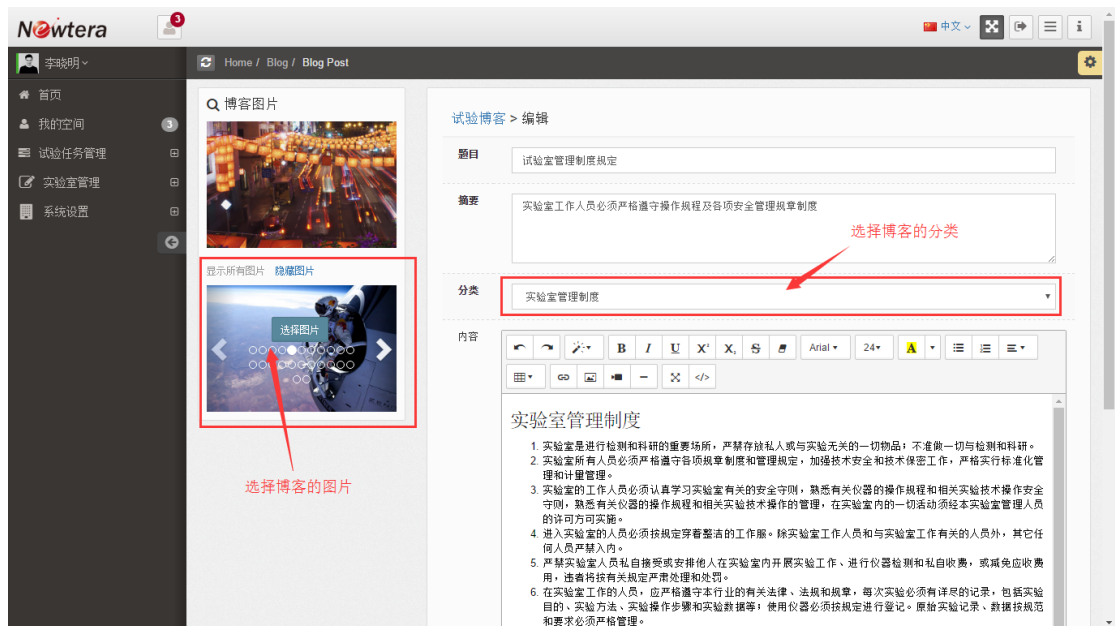 Newtera
3
中文
i
李晓明
Home / Blog / Blog Post
首页
我的空间
3
试验任务管理
实验室管理
系统设置
博客图片
显示所有图片 隐藏图片
选择图片
选择博客的图片
试验博客 > 编辑
题目
试验室管理制度规定
摘要
实验室工作人员必须严格遵守操作规程及各项安全管理规章制度
选择博客的分类
分类
实验室管理制度
内容
B I U X² X₂ S Arial 24 A
</>
实验室管理制度
1. 实验室是进行检测和科研的重要场所，严禁存放私人或与实验无关的一切物品；不准做一切与检测和科研。
2. 实验室所有人员必须严格遵守各项规章制度和管理规定，加强技术安全和技术保密工作，严格实行标准化管
理和计量管理。
3. 实验室的工作人员必须认真学习实验室有关的安全守则，熟悉有关仪器的操作规程和相关实验技术操作安全
守则，熟悉有关仪器的操作规程和相关实验技术操作的管理，在实验室内的一切活动须经本实验室管理人员
的许可方可实施。
4. 进入实验室的人员必须按规定穿着整洁的工作服。除实验室工作人员和与实验室工作有关的人员外，其它任
何人员严禁入内。
5. 严禁实验室人员私自接受或安排他人在实验室内开展实验工作、进行仪器检测和私自收费，或减免应收费
用，违者将按有关规定严肃处理和处罚。
6. 在实验室工作的人员，应严格遵守本行业的有关法律、法规和规章，每次实验必须有详尽的记录，包括实验
目的、实验方法、实验操作步骤和实验数据等；使用仪器必须按规定进行登记。原始实验记录、数据按规范
和要求必须严格管理。